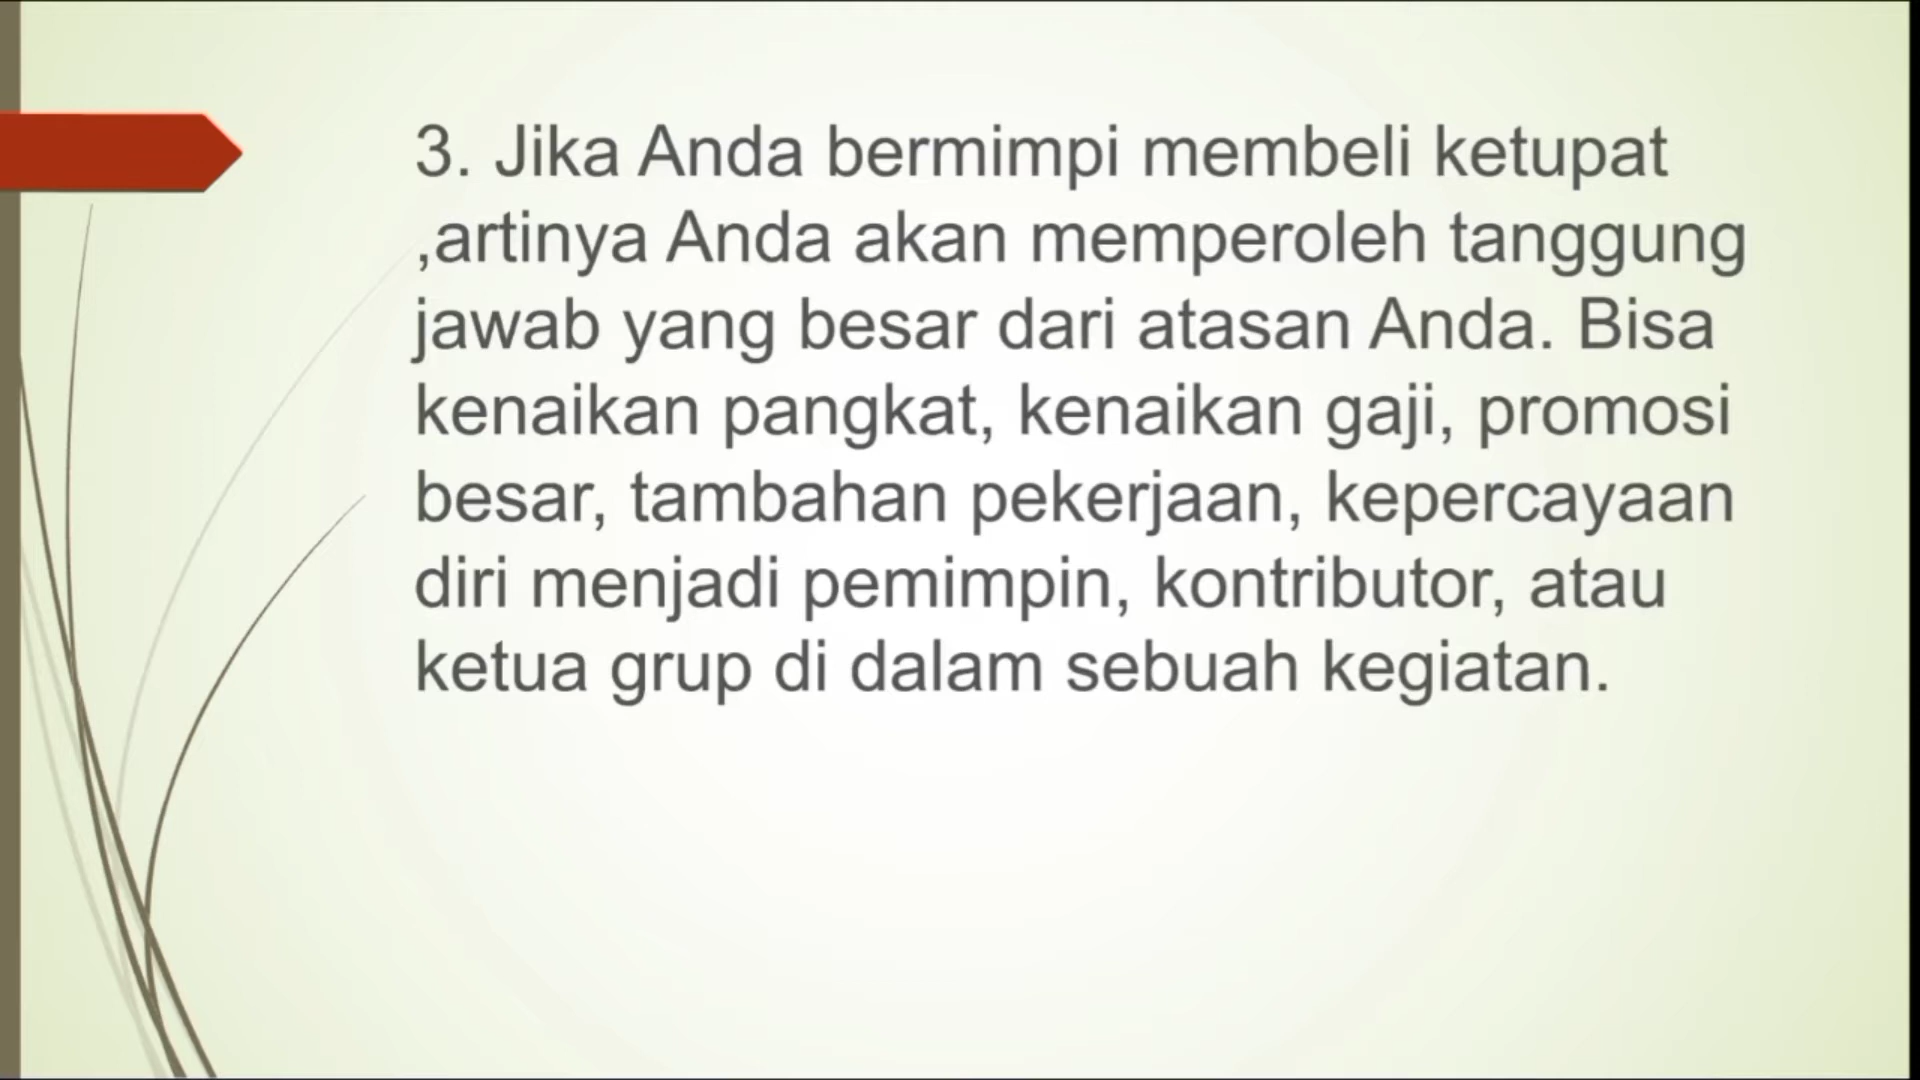 3. Jika Anda bermimpi membeli ketupat
,artinya Anda akan memperoleh tanggung
jawab yang besar dari atasan Anda. Bisa
kenaikan pangkat, kenaikan gaji, promosi
besar, tambahan pekerjaan, kepercayaan
diri menjadi pemimpin, kontributor, atau
ketua grup di dalam sebuah kegiatan.